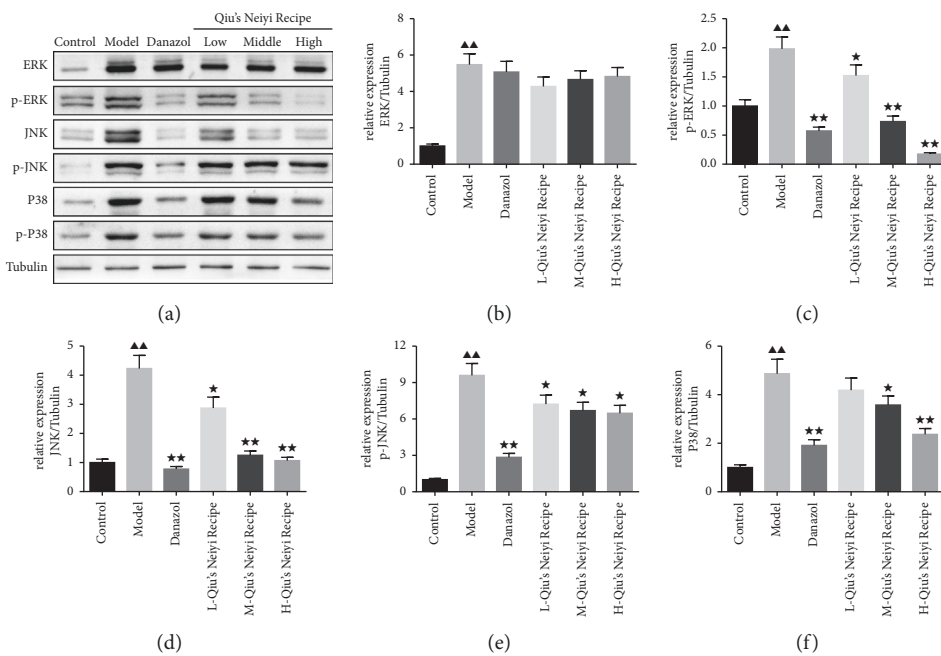 Qiu's Neiyi Recipe
Control Model Danazol Low Middle High
ERK
p-ERK
JNK
p-JNK
P38
p-P38
Tubulin
(a)
relative expression
ERK/Tubulin
8
6
4
2
0
▲▲
Control
Model
Danazol
L-Qiu's Neiyi Recipe
M-Qiu's Neiyi Recipe
H-Qiu's Neiyi Recipe
(b)
relative expression
p-ERK/Tubulin
2.5
2.0
1.5
1.0
0.5
0.0
▲▲
★★
★
★★
★★
Control
Model
Danazol
L-Qiu's Neiyi Recipe
M-Qiu's Neiyi Recipe
H-Qiu's Neiyi Recipe
(c)
relative expression
JNK/Tubulin
5
4
3
2
1
0
▲▲
★★
★
★★
★★
Control
Model
Danazol
L-Qiu's Neiyi Recipe
M-Qiu's Neiyi Recipe
H-Qiu's Neiyi Recipe
(d)
relative expression
p-JNK/Tubulin
12
9
6
3
0
▲▲
★★
★
★
★
Control
Model
Danazol
L-Qiu's Neiyi Recipe
M-Qiu's Neiyi Recipe
H-Qiu's Neiyi Recipe
(e)
relative expression
P38/Tubulin
6
4
2
0
▲▲
★★
★
★★
Control
Model
Danazol
L-Qiu's Neiyi Recipe
M-Qiu's Neiyi Recipe
H-Qiu's Neiyi Recipe
(f)